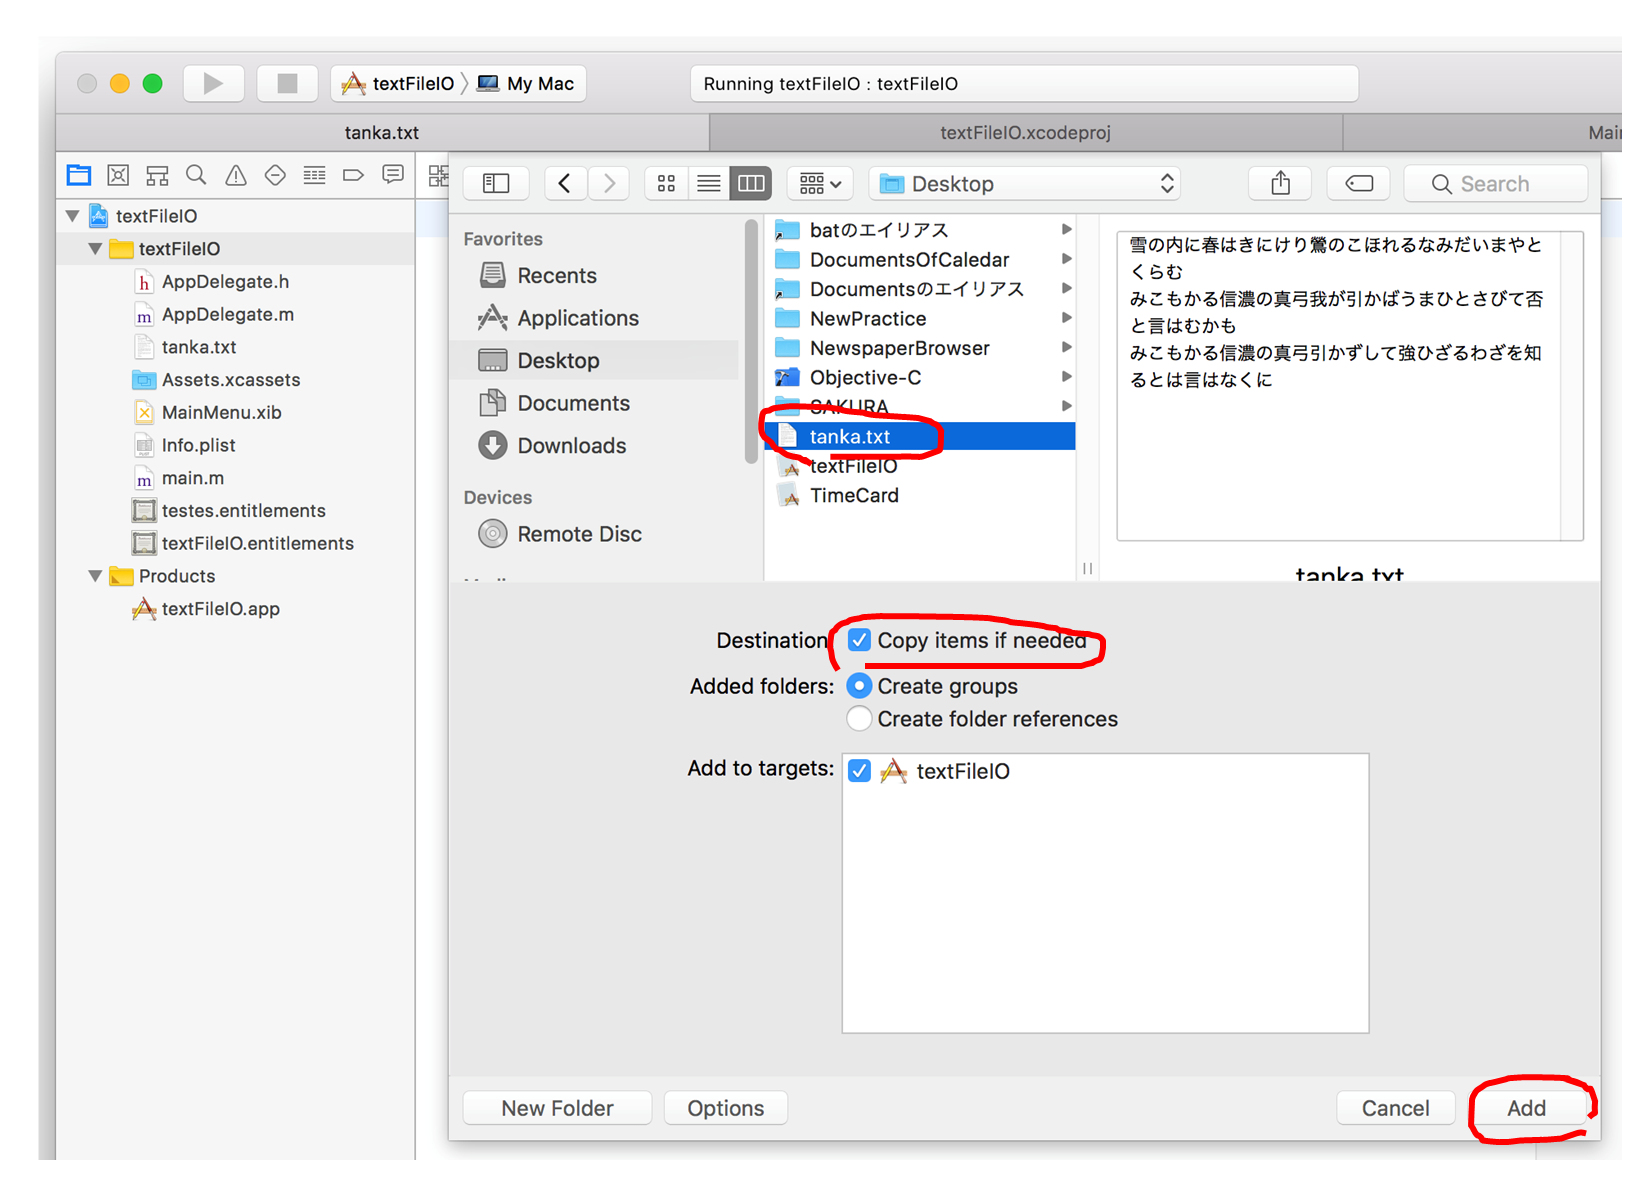 textFileIO
My Mac
Running textFileIO : textFileIO
tanka.txt
textFileIO.xcodeproj
textFileIO
textFileIO
AppDelegate.h
AppDelegate.m
tanka.txt
Assets.xcassets
MainMenu.xib
Info.plist
main.m
testes.entitlements
textFileIO.entitlements
Products
textFileIO.app
Desktop
Search
Favorites
Recents
Applications
Desktop
Documents
Downloads
Devices
Remote Disc
batのエイリアス
DocumentsOfCaledar
Documentsのエイリアス
NewPractice
NewspaperBrowser
Objective-C
SAKURA
tanka.txt
textFileIO
TimeCard
雪の内に春はきにけり鶯のこほれるなみだいまやと
くらむ
みこもかる信濃の真弓我が引かばうまひとさびて否
と言はむかも
みこもかる信濃の真弓引かずして強ひざるわざを知
るとは言はなくに
tanka.txt
Destination
Copy items if needed
Added folders:
Create groups
Create folder references
Add to targets:
textFileIO
New Folder
Options
Cancel
Add